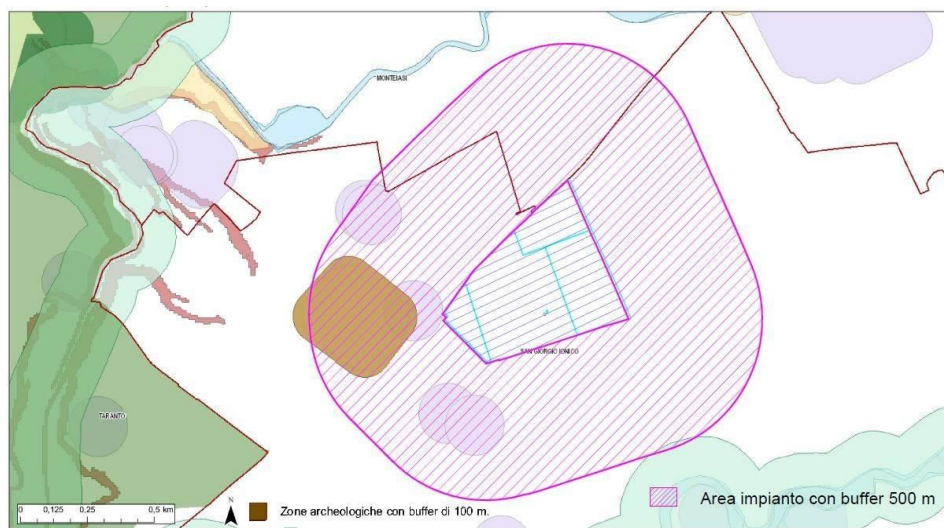 MONTEIASI
SAN GIORGIO IONICO
TARANTO
0 0,125 0,25 0,5 km
N
Zone archeologiche con buffer di 100 m.
Area impianto con buffer 500 m